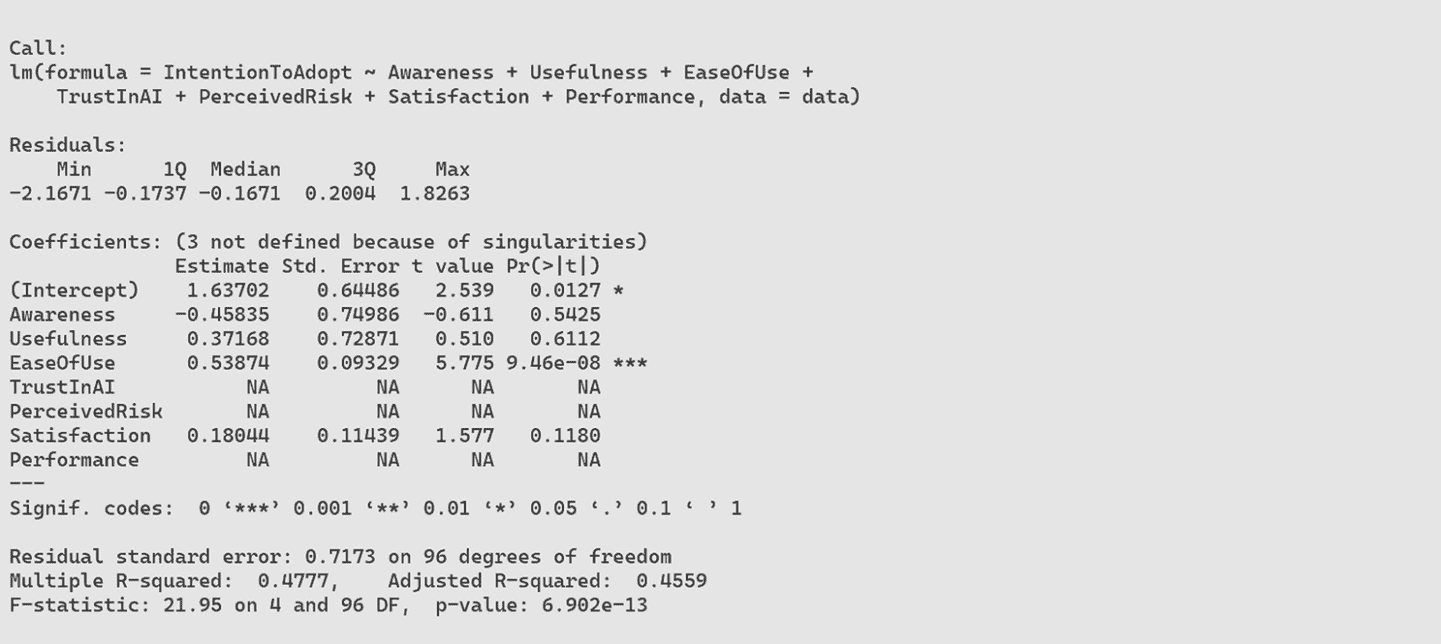 Call:
lm(formula = IntentionToAdopt ~ Awareness + Usefulness + EaseOfUse +
    TrustInAI + PerceivedRisk + Satisfaction + Performance, data = data)
Residuals:
    Min      1Q  Median      3Q     Max
-2.1671 -0.1737 -0.1671  0.2004  1.8263
Coefficients: (3 not defined because of singularities)
              Estimate Std. Error t value Pr(>|t|)
(Intercept)    1.63702    0.64486   2.539   0.0127 *
Awareness     -0.45835    0.74986  -0.611   0.5425
Usefulness     0.37168    0.72871   0.510   0.6112
EaseOfUse      0.53874    0.09329   5.775 9.46e-08 ***
TrustInAI           NA         NA      NA       NA
PerceivedRisk       NA         NA      NA       NA
Satisfaction   0.18044    0.11439   1.577   0.1180
Performance         NA         NA      NA       NA
---
Signif. codes:  0 ‘***’ 0.001 ‘**’ 0.01 ‘*’ 0.05 ‘.’ 0.1 ‘ ’ 1
Residual standard error: 0.7173 on 96 degrees of freedom
Multiple R-squared:  0.4777,    Adjusted R-squared:  0.4559
F-statistic: 21.95 on 4 and 96 DF,  p-value: 6.902e-13